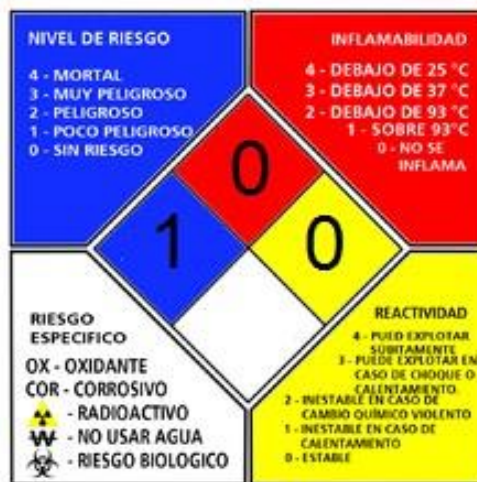 NIVEL DE RIESGO
4 - MORTAL
3 - MUY PELIGROSO
2 - PELIGROSO
1 - POCO PELIGROSO
0 - SIN RIESGO
INFLAMABILIDAD
4 - DEBAJO DE 25 °C
3 - DEBAJO DE 37 °C
2 - DEBAJO DE 93 °C
1 - SOBRE 93°C
0 - NO SE
INFLAMA
0
1
0
RIESGO
ESPECIFICO
OX - OXIDANTE
COR - CORROSIVO
- RADIOACTIVO
W - NO USAR AGUA
- RIESGO BIOLOGICO
REACTIVIDAD
4 - PUED EXPLOTAR
SÚBITAMENTE
3 - PUEDE EXPLOTAR EN
CASO DE CHOQUE O
CALENTAMIENTO.
2 - INESTABLE EN CASO DE
CAMBIO QUÍMICO VIOLENTO
1 - INESTABLE EN CASO DE
CALENTAMIENTO
0 - ESTABLE